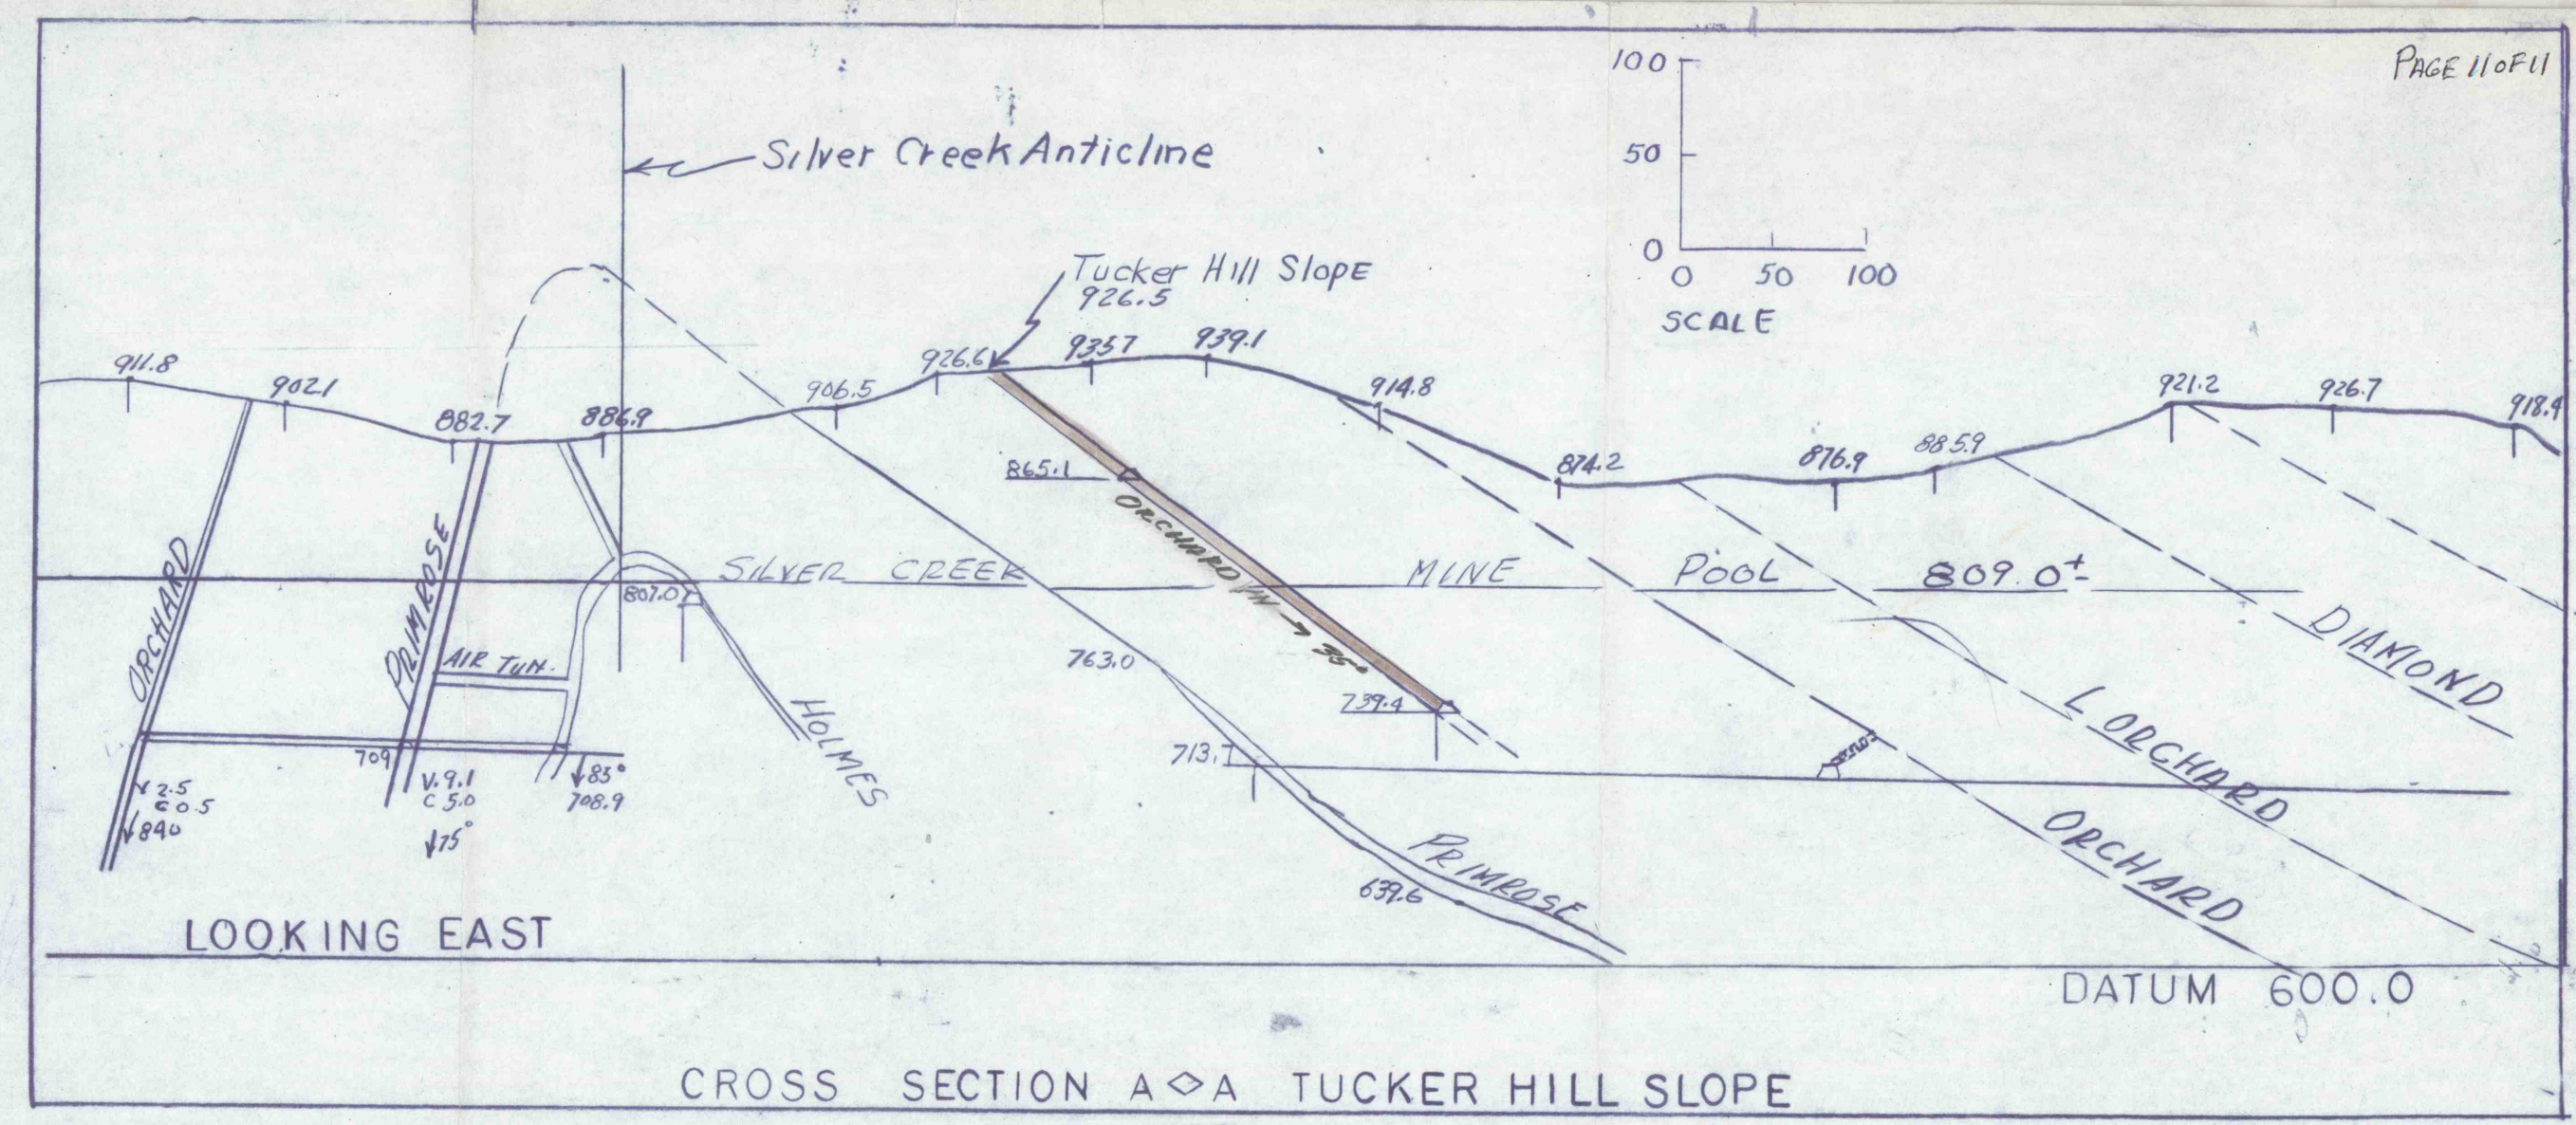 PAGE 11 OF 11
100
50
0
0 50 100
SCALE
Silver Creek Anticline
Tucker Hill Slope
926.5
911.8
902.1
882.7
886.9
906.5
926.6
935.7
939.1
914.8
874.2
876.9
885.9
921.2
926.7
918.9
865.1
ORCHARD
PRIMROSE
AIR TUN.
807.0
SILVER CREEK MINE POOL 809.0±
763.0
739.4
713.7
709
V 2.5
C 0.5
V. 9.1
C 5.0
75°
83°
708.9
HOLMES
PRIMROSE
639.6
ORCHARD
L ORCHARD
DIAMOND
LOOKING EAST
DATUM 600.0
CROSS SECTION A◇A TUCKER HILL SLOPE